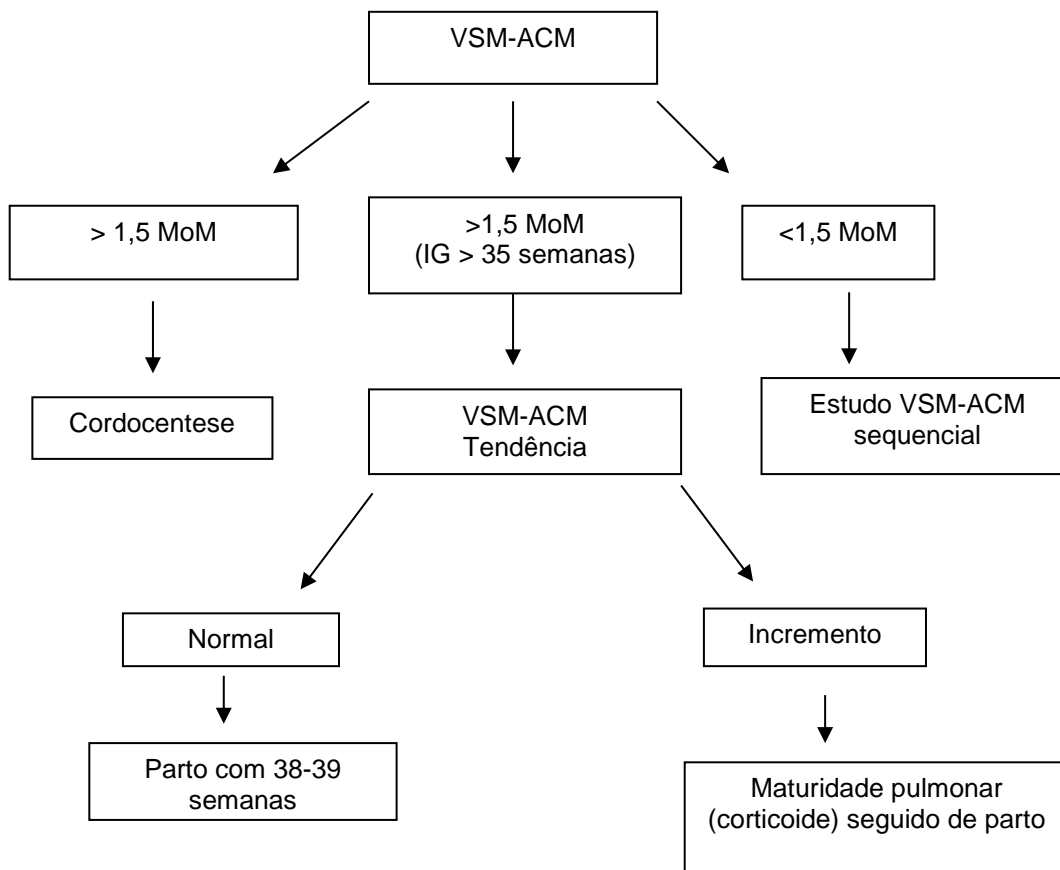 VSM-ACM
> 1,5 MoM
>1,5 MoM
(IG > 35 semanas)
<1,5 MoM
Cordocentese
VSM-ACM
Tendência
Estudo VSM-ACM
sequencial
Normal
Incremento
Parto com 38-39
semanas
Maturidade pulmonar
(corticoide) seguido de parto